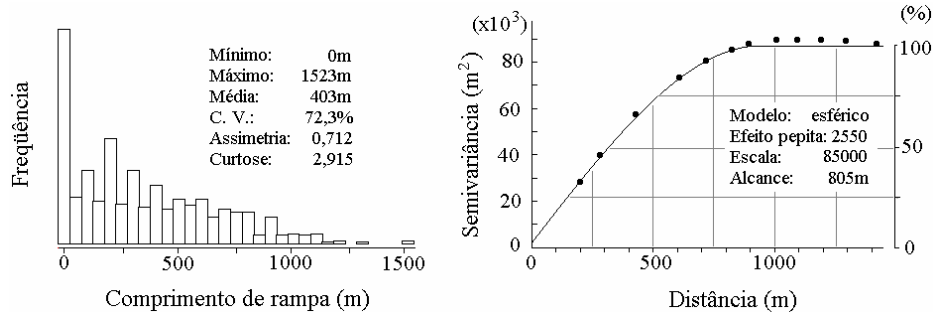 Freqüência
Mínimo: 0m
Máximo: 1523m
Média: 403m
C. V.: 72,3%
Assimetria: 0,712
Curtose: 2,915
0 500 1000 1500
Comprimento de rampa (m)
(x10³)
Semivariância (m²)
80
60
40
20
0
(%)
100
50
0
Modelo: esférico
Efeito pepita: 2550
Escala: 85000
Alcance: 805m
0 500 1000
Distância (m)